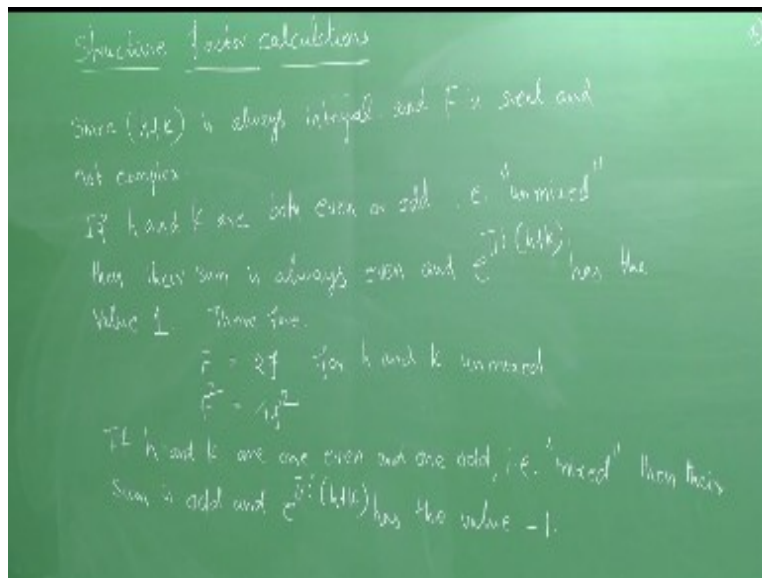 Structure factor calculations
Since (h+k) is always integral and F is real and
not complex.
If h and k are both even or odd i.e. "unmixed"
then their sum is always even and e^πi(h+k) has the
Value 1 Therefore.
F = 2f for h and k unmixed
F² = 4f²
If h and k are one even and one odd, i.e. "mixed" then their
Sum is odd and e^πi(h+k) has the value -1.